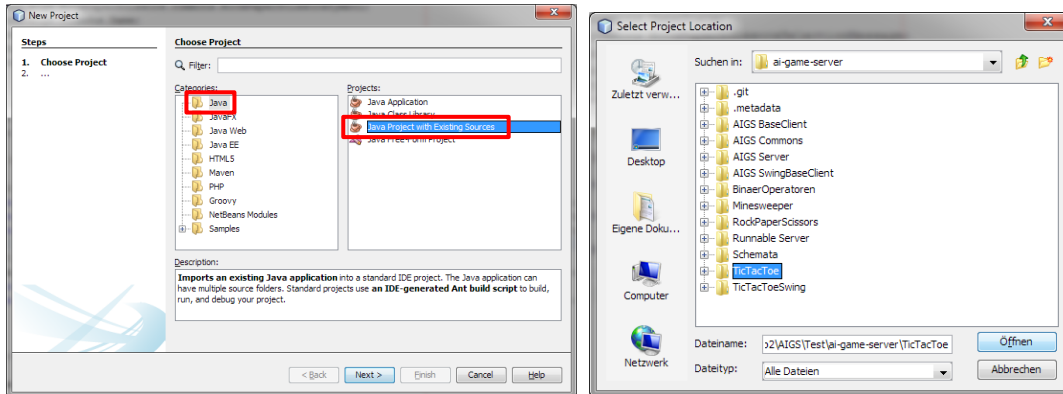 New Project
Steps
1. Choose Project
2. ...
Choose Project
Filter:
Categories:
Java
JavaFX
Java Web
Java EE
HTML5
Maven
PHP
Groovy
NetBeans Modules
Samples
Projects:
Java Application
Java Class Library
Java Project with Existing Sources
Java Free-Form Project
Description:
Imports an existing Java application into a standard IDE project. The Java application can
have multiple source folders. Standard projects use an IDE-generated Ant build script to build,
run, and debug your project.
< Back
Next >
Finish
Cancel
Help
Select Project Location
Suchen in:
ai-game-server
Zuletzt verw...
Desktop
Eigene Doku...
Computer
Netzwerk
.git
.metadata
AIGS BaseClient
AIGS Commons
AIGS Server
AIGS SwingBaseClient
BinaerOperatoren
Minesweeper
RockPaperScissors
Runnable Server
Schemata
TicTacToe
TicTacToeSwing
Dateiname:
o2\AIGS\Test\ai-game-server\TicTacToe
Öffnen
Dateityp:
Alle Dateien
Abbrechen